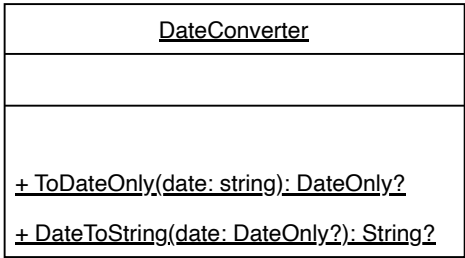 DateConverter
+ ToDateOnly(date: string): DateOnly?
+ DateToString(date: DateOnly?): String?